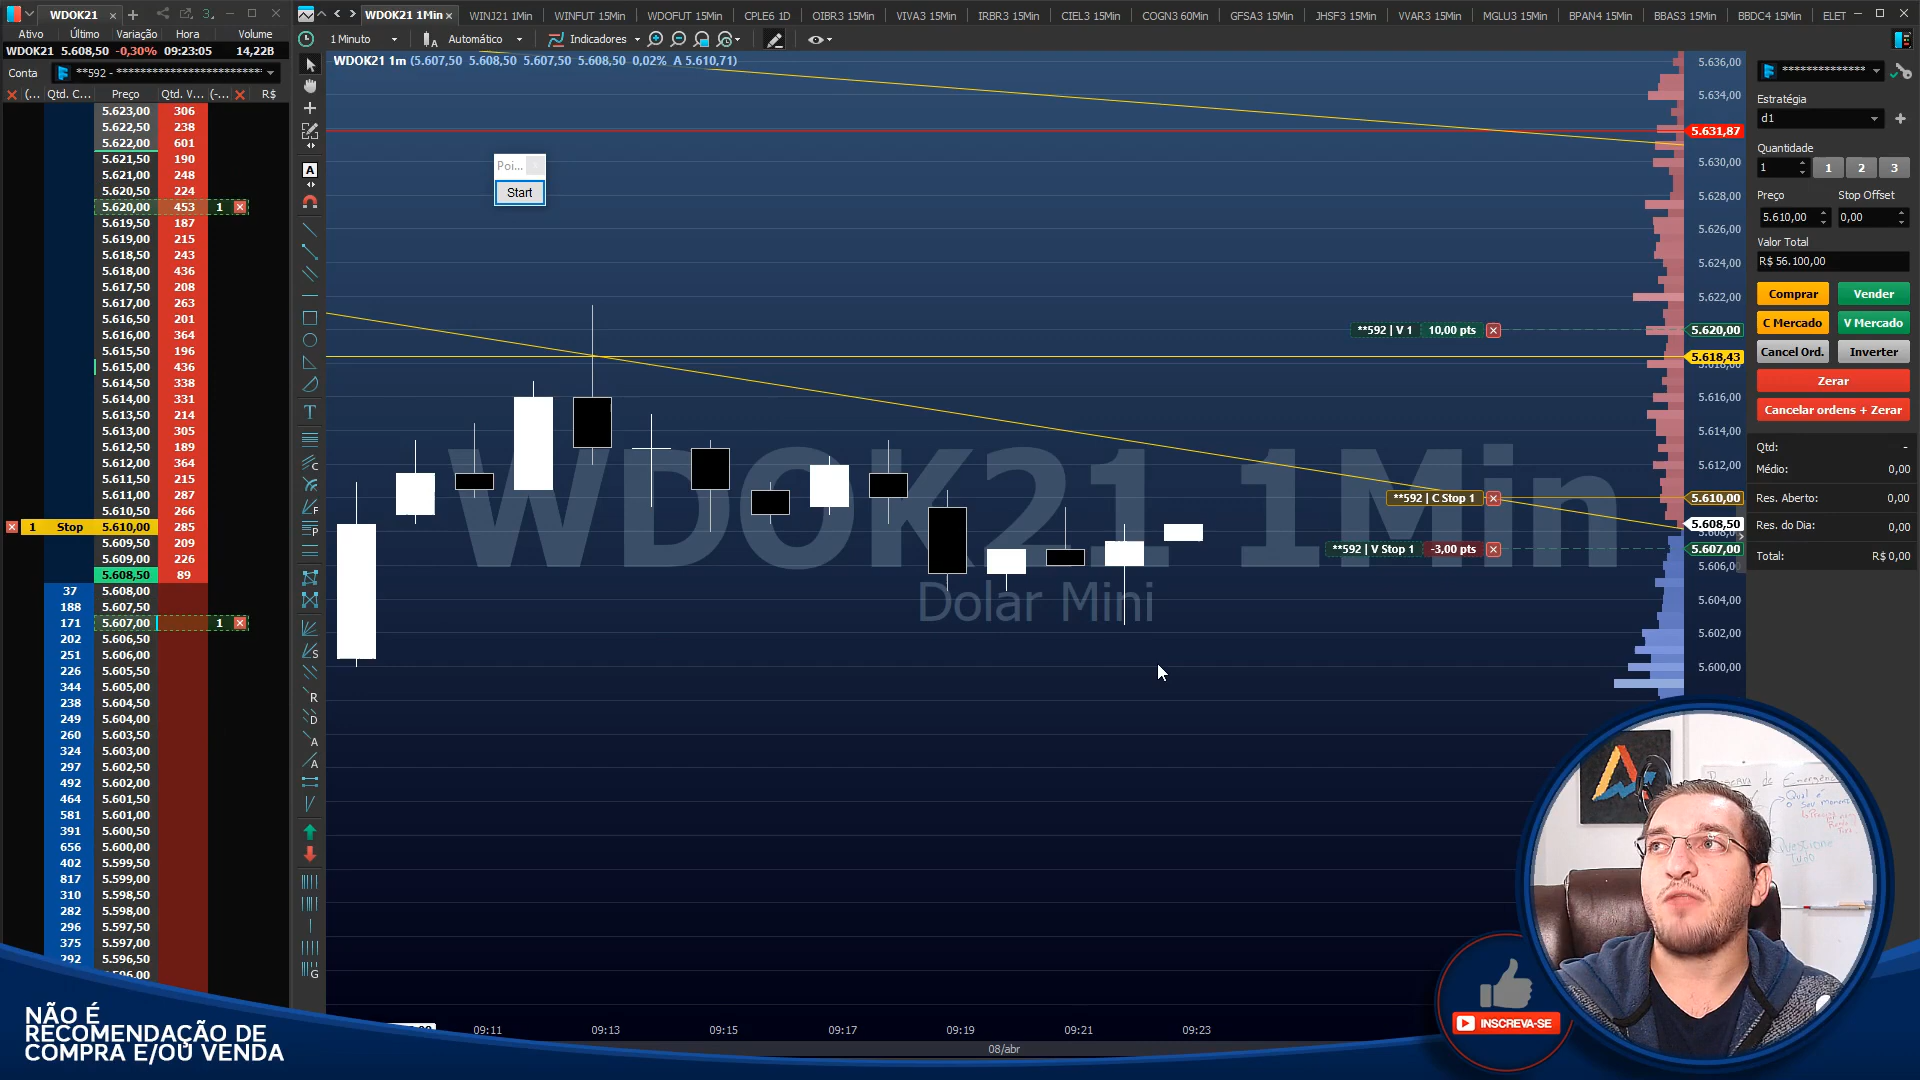 WDOK21
WDOK21 1Min
WINJ21 1Min
WINFUT 15Min
WDOFUT 15Min
CPLE6 1D
OIBR3 15Min
VIVA3 15Min
IRBR3 15Min
CIEL3 15Min
COGN3 60Min
GFSA3 15Min
JHSF3 15Min
VVAR3 15Min
MGLU3 15Min
BPAN4 15Min
BBAS3 15Min
BBDC4 15Min
ELET
Ativo Último Variação Hora Volume
WDOK21 5.608,50 -0,30% 09:23:05 14,22B
Conta **592 - **************************
Qtd. C... Preço Qtd. V... (-... R$
1 Minuto Automático Indicadores
WDOK21 1m (5.607,50 5.608,50 5.607,50 5.608,50 0,02% A 5.610,71)
5.623,00 306
5.622,50 238
5.622,00 601
5.621,50 190
5.621,00 248
5.620,50 224
5.620,00 453 1
5.619,50 187
5.619,00 215
5.618,50 243
5.618,00 436
5.617,50 208
5.617,00 263
5.616,50 201
5.616,00 364
5.615,50 196
5.615,00 436
5.614,50 338
5.614,00 331
5.613,50 214
5.613,00 305
5.612,50 189
5.612,00 364
5.611,50 215
5.611,00 287
5.610,50 266
1 Stop 5.610,00 285
5.609,50 209
5.609,00 226
5.608,50 89
37 5.608,00
188 5.607,50
171 5.607,00 1
202 5.606,50
251 5.606,00
226 5.605,50
344 5.605,00
238 5.604,50
249 5.604,00
260 5.603,50
324 5.603,00
297 5.602,50
492 5.602,00
464 5.601,50
581 5.601,00
391 5.600,50
656 5.600,00
402 5.599,50
817 5.599,00
310 5.598,50
282 5.598,00
296 5.597,50
375 5.597,00
292 5.596,50
Poi...
Start
WDOK21 1Min
Dolar Mini
**592 | V 1 10,00 pts
**592 | C Stop 1
**592 | V Stop 1 -3,00 pts
5.636,00
5.634,00
5.631,87
5.630,00
5.628,00
5.626,00
5.624,00
5.622,00
5.620,00
5.618,43
5.616,00
5.614,00
5.612,00
5.610,00
5.608,50
5.607,00
5.606,00
5.604,00
5.602,00
5.600,00
09:11 09:13 09:15 09:17 09:19 09:21 09:23
08/abr
**************
Estratégia
d1
Quantidade
1 1 2 3
Preço Stop Offset
5.610,00 0,00
Valor Total
R$ 56.100,00
Comprar Vender
C Mercado V Mercado
Cancel Ord. Inverter
Zerar
Cancelar ordens + Zerar
Qtd: -
Médio: 0,00
Res. Aberto: 0,00
Res. do Dia: 0,00
Total: R$ 0,00
Reserva de
Qual é
o seu momento
Questione
Tudo
INSCREVA-SE
NÃO É
RECOMENDAÇÃO DE
COMPRA E/OU VENDA